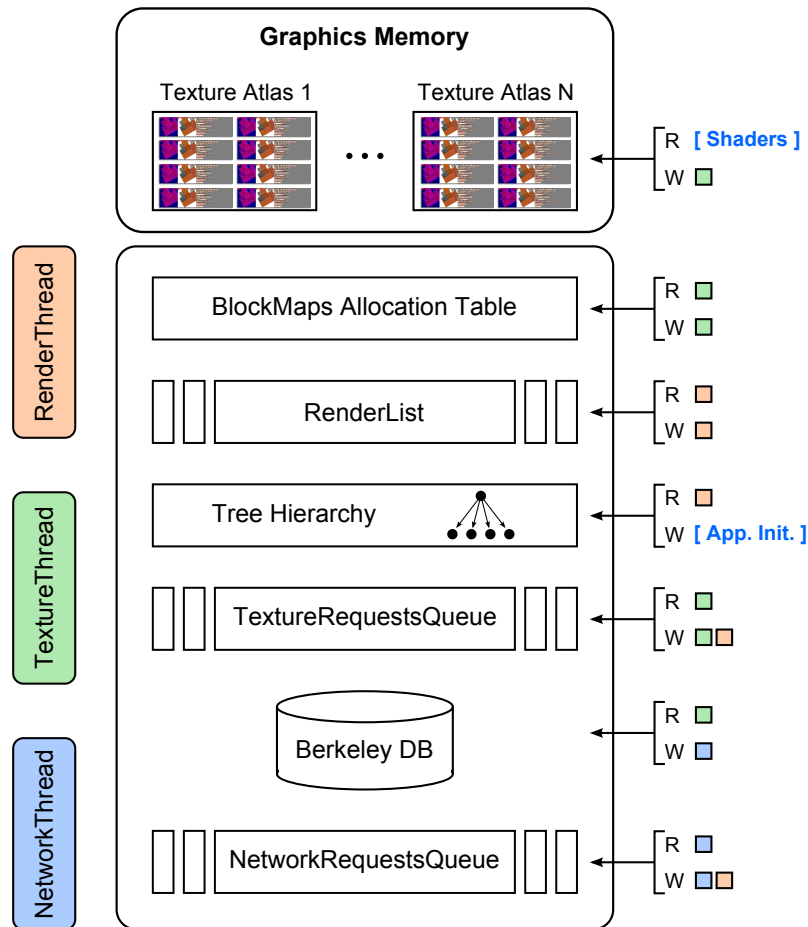 Graphics Memory
Texture Atlas 1
Texture Atlas N
R [ Shaders ]
W
RenderThread
BlockMaps Allocation Table
R
W
RenderList
R
W
TextureThread
Tree Hierarchy
R
W [ App. Init. ]
TextureRequestsQueue
R
W
NetworkThread
Berkeley DB
R
W
NetworkRequestsQueue
R
W